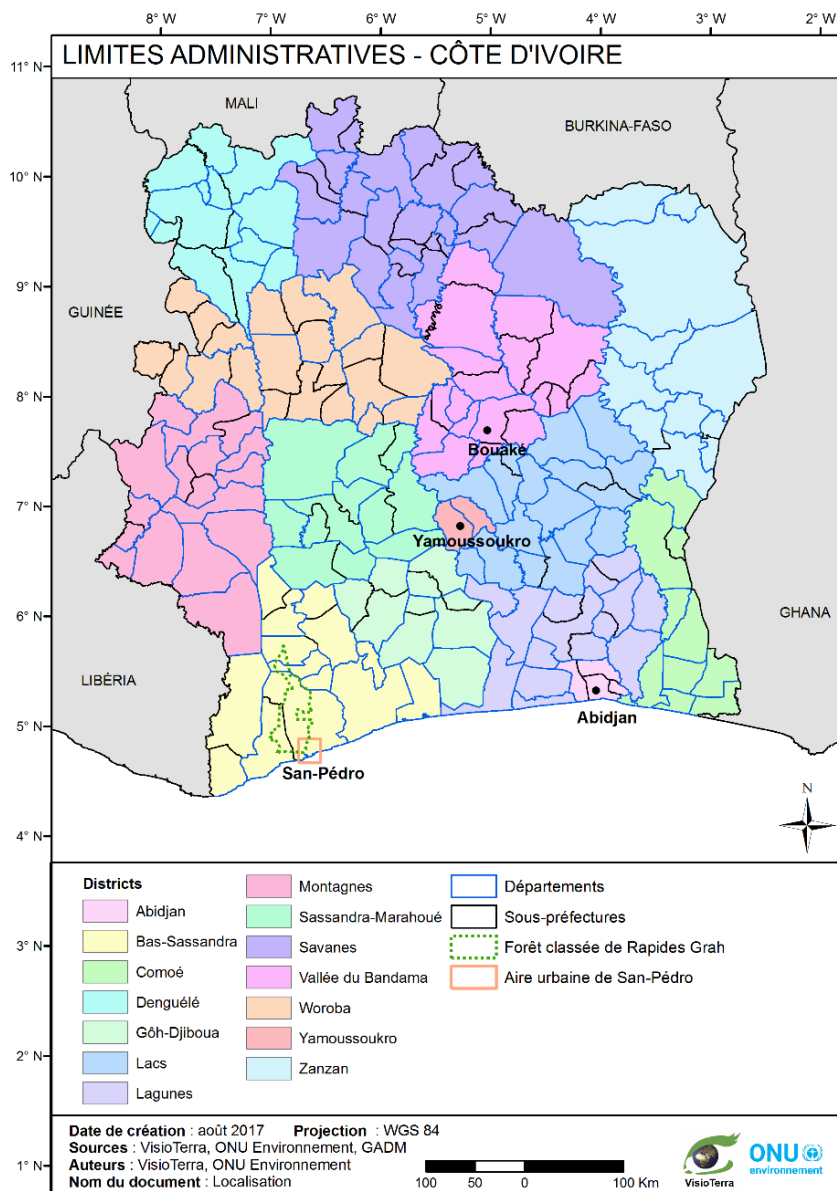 8° W 7° W 6° W 5° W 4° W 3° W 2° W
11° N
LIMITES ADMINISTRATIVES - CÔTE D'IVOIRE
MALI
BURKINA-FASO
10° N
9° N
GUINÉE
8° N
Bouaké
7° N
Yamoussoukro
6° N
GHANA
LIBÉRIA
5° N
Abidjan
San-Pédro
N
4° N
Districts
Abidjan
Bas-Sassandra
Comoé
Denguélé
Gôh-Djiboua
Lacs
Lagunes
Montagnes
Sassandra-Marahoué
Savanes
Vallée du Bandama
Woroba
Yamoussoukro
Zanzan
Départements
Sous-préfectures
Forêt classée de Rapides Grah
Aire urbaine de San-Pédro
3° N
2° N
1° N
Date de création : août 2017 Projection : WGS 84
Sources : VisioTerra, ONU Environnement, GADM
Auteurs : VisioTerra, ONU Environnement
Nom du document : Localisation
100 50 0 100 Km
VisioTerra
ONU
environnement